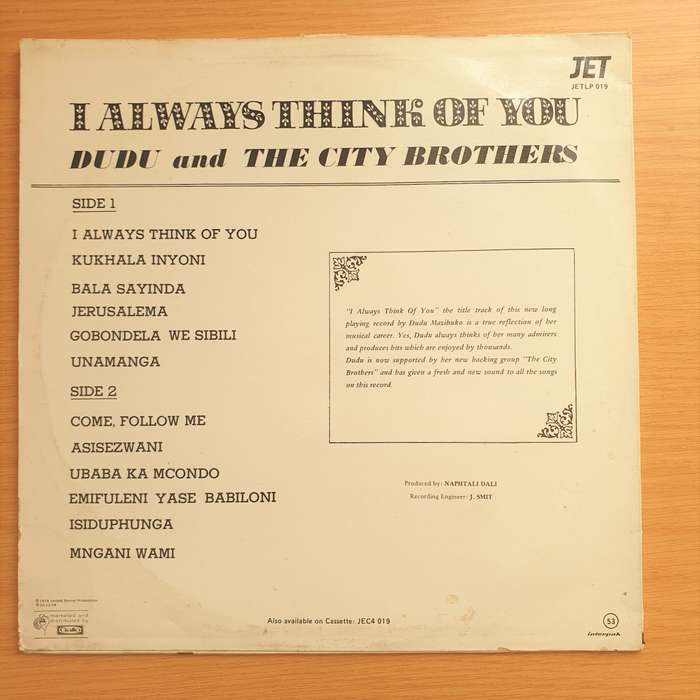 JET
JETLP 019
I ALWAYS THINK OF YOU
DUDU and THE CITY BROTHERS
SIDE 1
I ALWAYS THINK OF YOU
KUKHALA INYONI
BALA SAYINDA
JERUSALEMA
GOBONDELA WE SIBILI
UNAMANGA
SIDE 2
COME, FOLLOW ME
ASISEZWANI
UBABA KA MCONDO
EMIFULENI YASE BABILONI
ISIDUPHUNGA
MNGANI WAMI
"I Always Think Of You" the title track of this new long
playing record by Dudu Mazibuko is a true reflection of her
musical career. Yes, Dudu always thinks of her many admirers
and produces hits which are enjoyed by thousands.
Dudu is now supported by her new backing group "The City
Brothers" and has given a fresh and new sound to all the songs
on this record.
Produced by: NAPHTALI DALI
Recording Engineer: J. SMIT
marketed and
distributed by
Also available on Cassette: JEC4 019
53
interpak